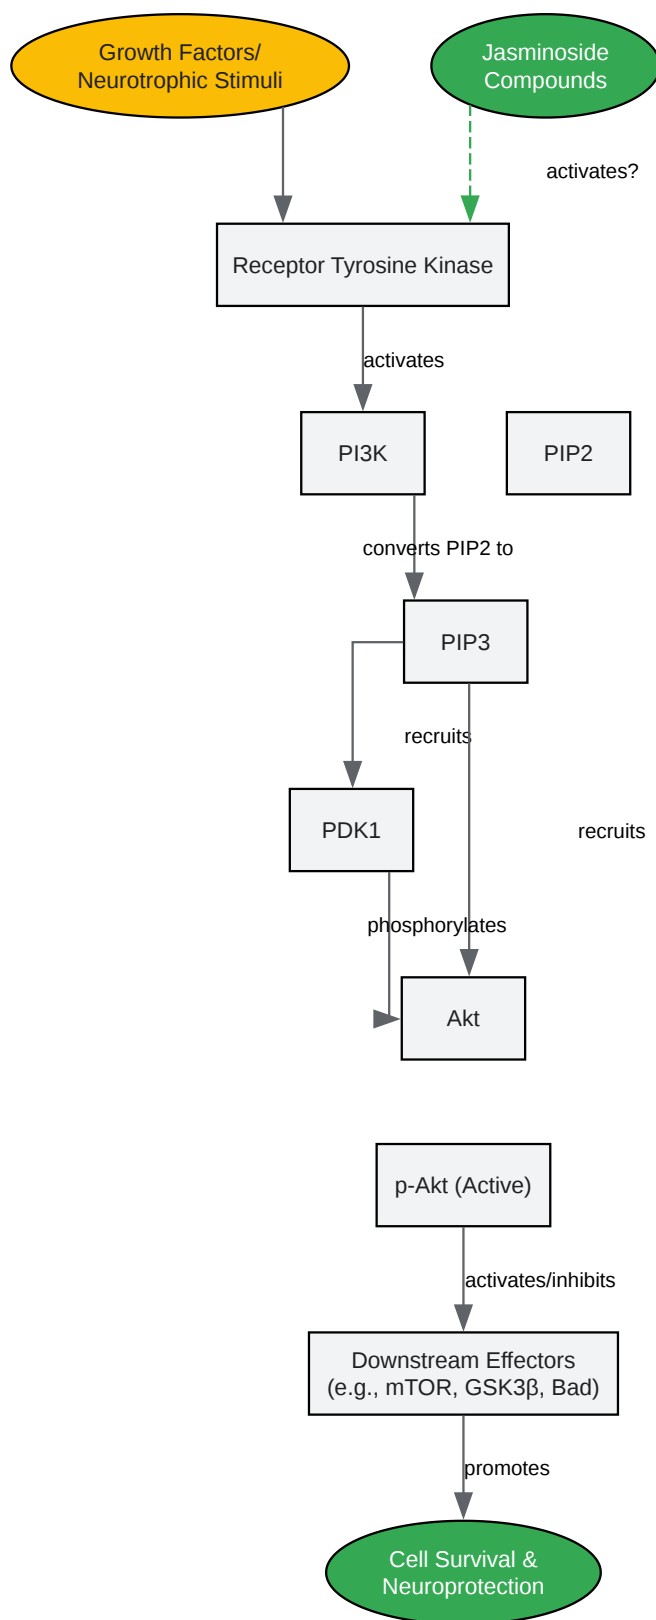 Growth Factors/
Neurotrophic Stimuli
Jasminoside
Compounds
activates?
Receptor Tyrosine Kinase
activates
PI3K
PIP2
converts PIP2 to
PIP3
recruits
PDK1
recruits
phosphorylates
Akt
p-Akt (Active)
activates/inhibits
Downstream Effectors
(e.g., mTOR, GSK3β, Bad)
promotes
Cell Survival &
Neuroprotection